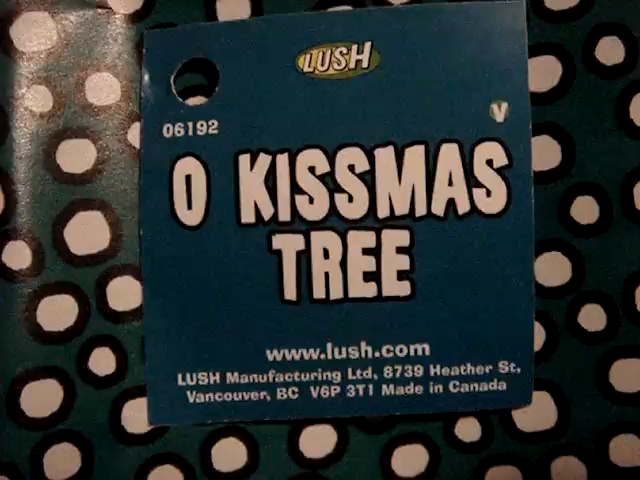 LUSH
V
06192
O KISSMAS
TREE
www.lush.com
LUSH Manufacturing Ltd, 8739 Heather St,
Vancouver, BC V6P 3T1 Made in Canada